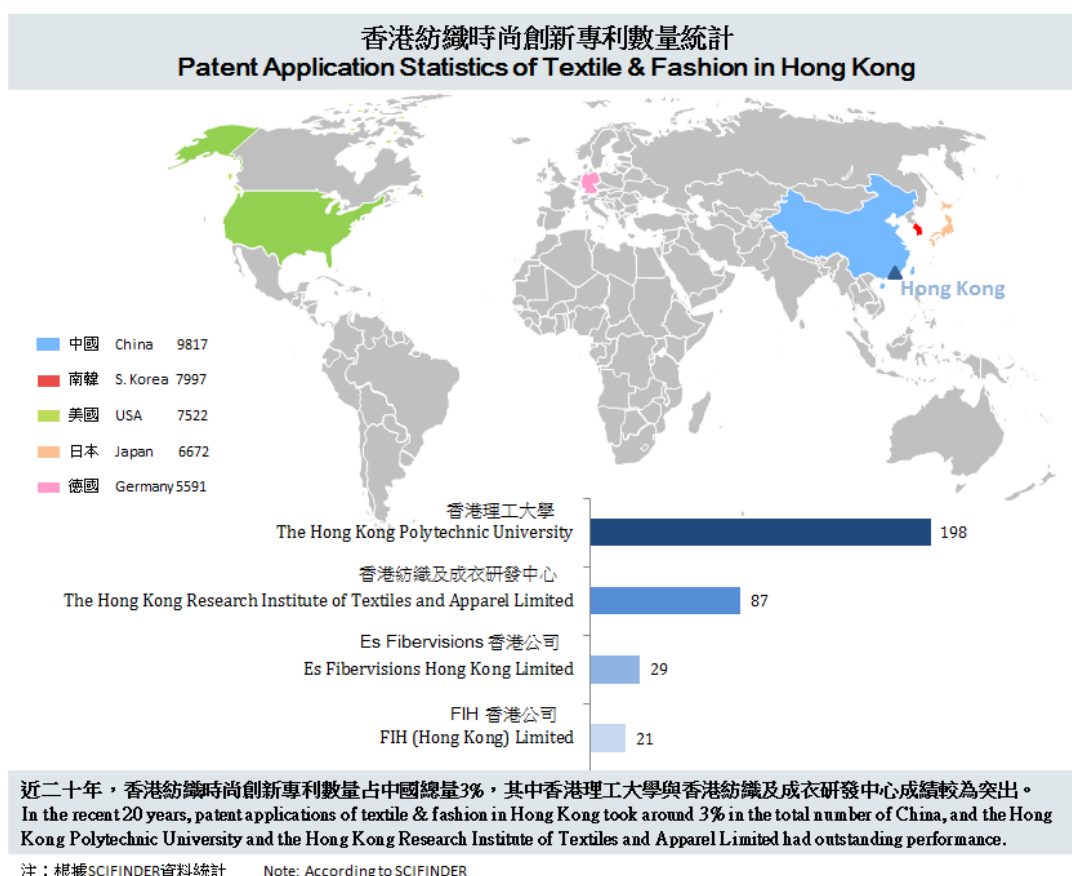 香港紡織時尚創新專利數量統計
Patent Application Statistics of Textile & Fashion in Hong Kong
Hong Kong
中國 China 9817
南韓 S. Korea 7997
美國 USA 7522
日本 Japan 6672
德國 Germany 5591
香港理工大學
The Hong Kong Polytechnic University
198
香港紡織及成衣研發中心
The Hong Kong Research Institute of Textiles and Apparel Limited
87
Es Fibervisions 香港公司
Es Fibervisions Hong Kong Limited
29
FIH 香港公司
FIH (Hong Kong) Limited
21
近二十年，香港紡織時尚創新專利數量占中國總量3%，其中香港理工大學與香港紡織及成衣研發中心成績較為突出。
In the recent 20 years, patent applications of textile & fashion in Hong Kong took around 3% in the total number of China, and the Hong
Kong Polytechnic University and the Hong Kong Research Institute of Textiles and Apparel Limited had outstanding performance.
注：根據SCIFINDER資料統計 Note: According to SCIFINDER